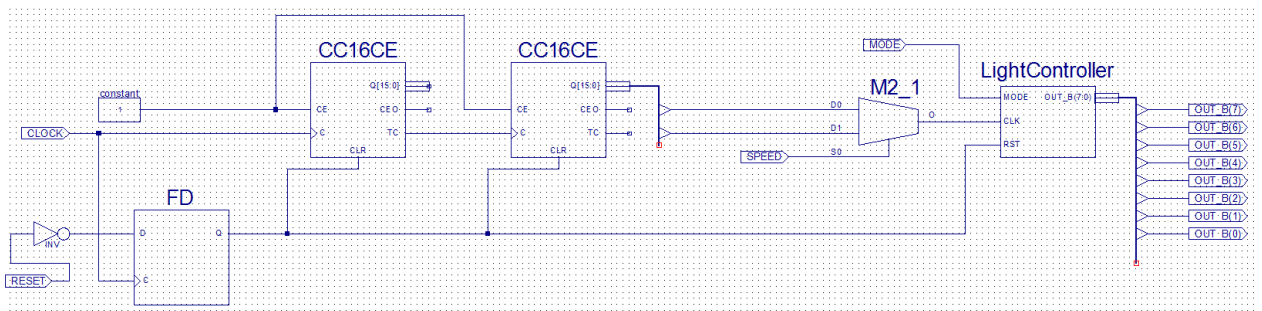 CC16CE
CC16CE
MODE
LightController
constant
1
Q[15:0]
CE
CEO
C
TC
CLR
Q[15:0]
CE
CEO
C
TC
CLR
M2_1
D0
D1
S0
O
SPEED
MODE
OUT_B(7:0)
CLK
RST
OUT_B(7)
OUT_B(6)
OUT_B(5)
OUT_B(4)
OUT_B(3)
OUT_B(2)
OUT_B(1)
OUT_B(0)
CLOCK
FD
D
Q
C
INV
RESET